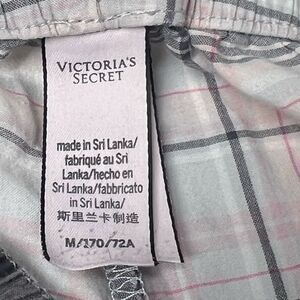 VICTORIA'S
SECRET
made in Sri Lanka/
fabriqué au Sri
Lanka/hecho en
Sri Lanka/fabbricato
in Sri Lanka/
斯里兰卡制造
M/170/72A